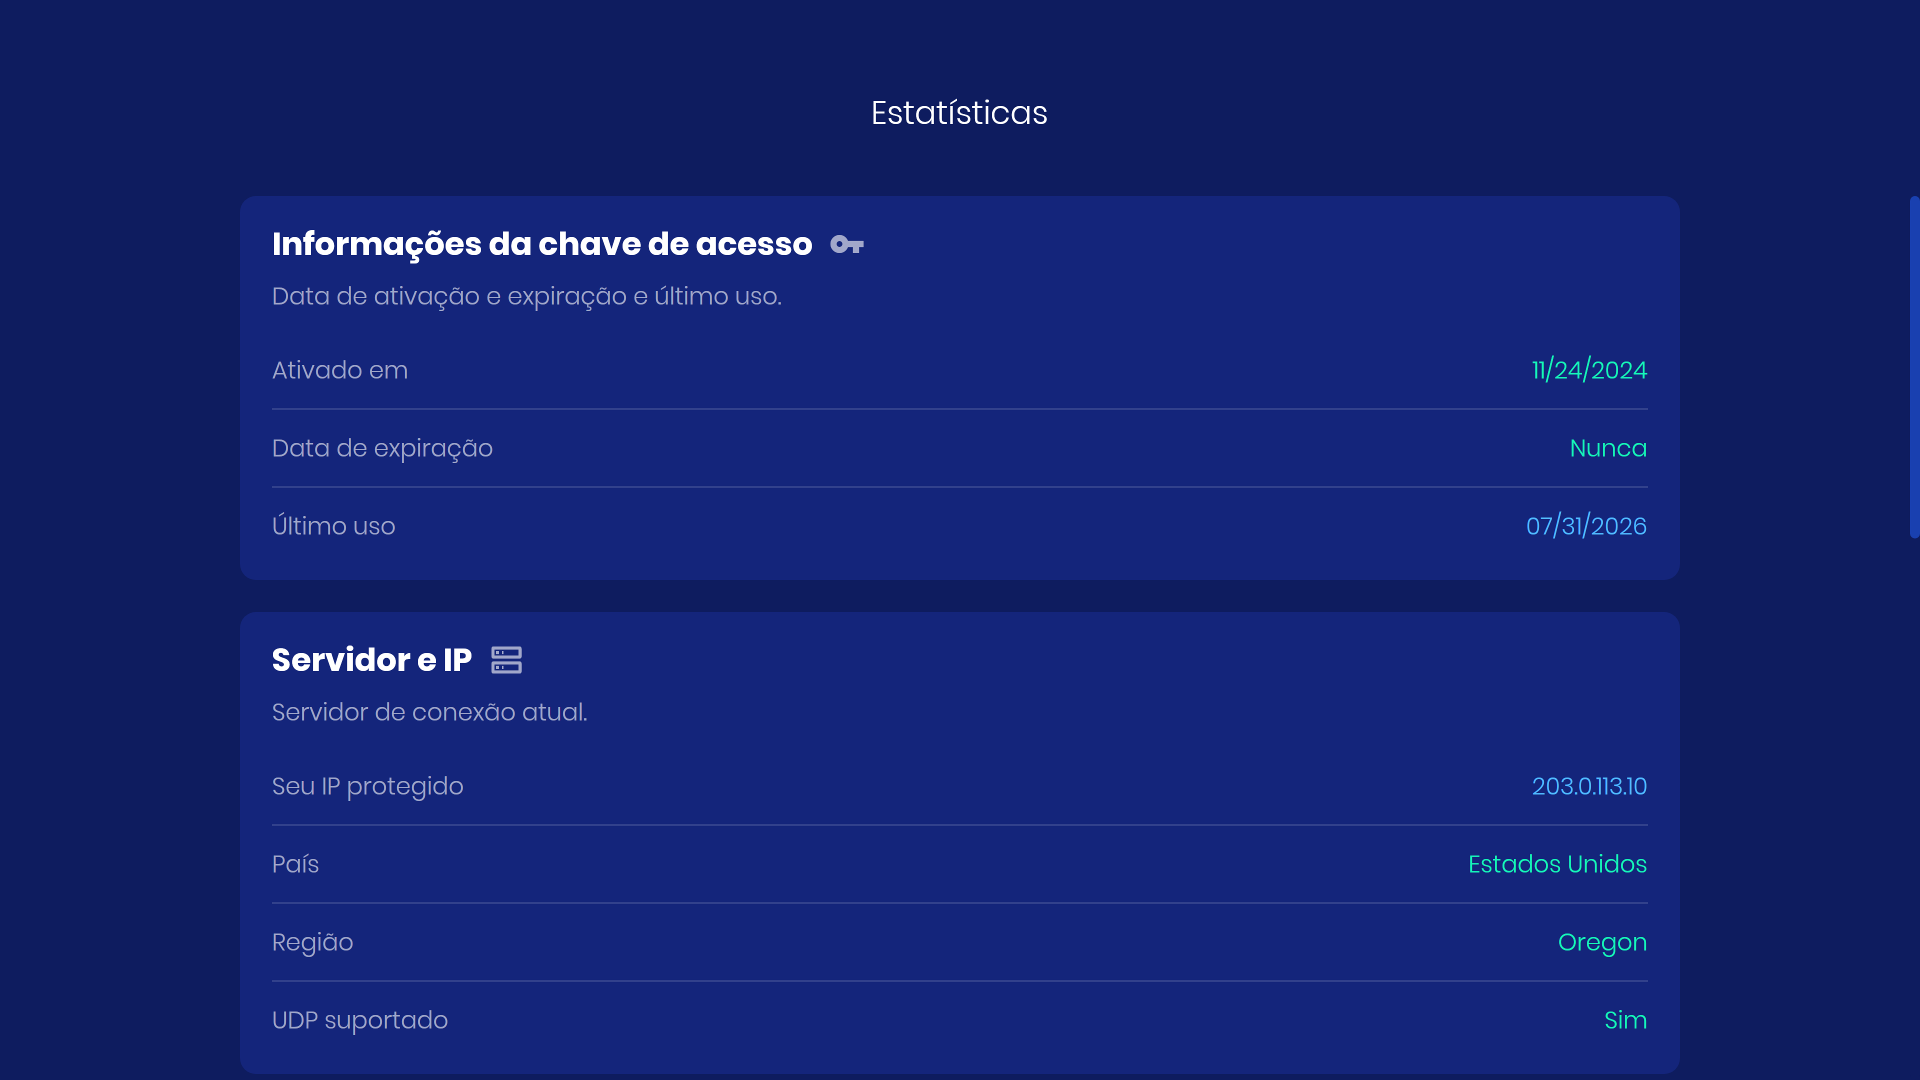 Estatísticas
Informações da chave de acesso
Data de ativação e expiração e último uso.
Ativado em 11/24/2024
Data de expiração Nunca
Último uso 07/31/2026
Servidor e IP
Servidor de conexão atual.
Seu IP protegido 203.0.113.10
País Estados Unidos
Região Oregon
UDP suportado Sim